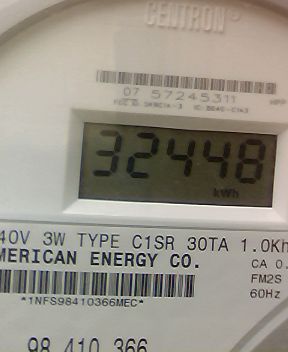 CENTRON®
07 57245311
32448
kWh
40V 3W TYPE C1SR 30TA 1.0Kh
MERICAN ENERGY CO.
CA 0.
FM2S
*1NFS98410366MEC*
60Hz
98 410 366